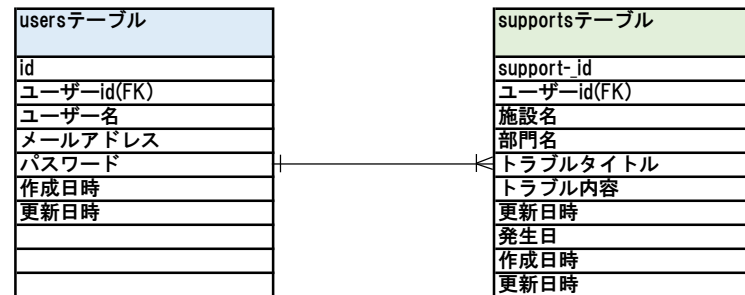 usersテーブル
id
ユーザーid(FK)
ユーザー名
メールアドレス
パスワード
作成日時
更新日時
supportsテーブル
support-_id
ユーザーid(FK)
施設名
部門名
トラブルタイトル
トラブル内容
更新日時
発生日
作成日時
更新日時